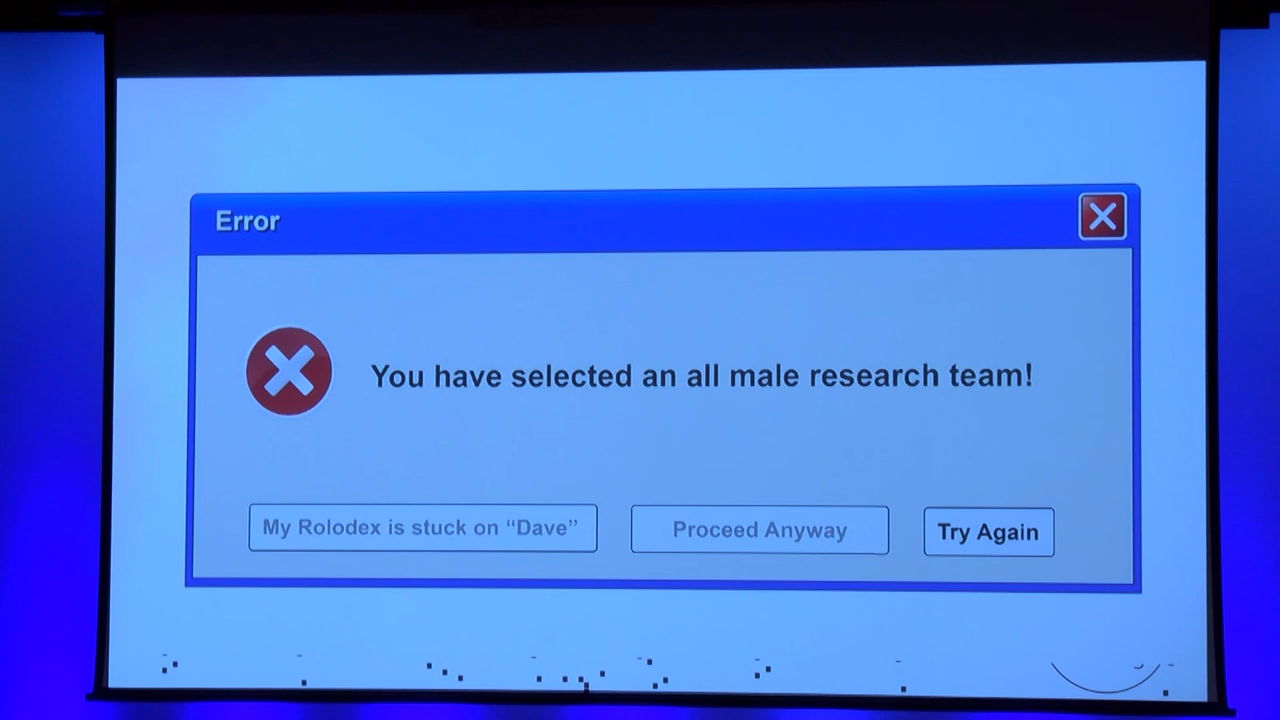 Error
You have selected an all male research team!
My Rolodex is stuck on “Dave”
Proceed Anyway
Try Again